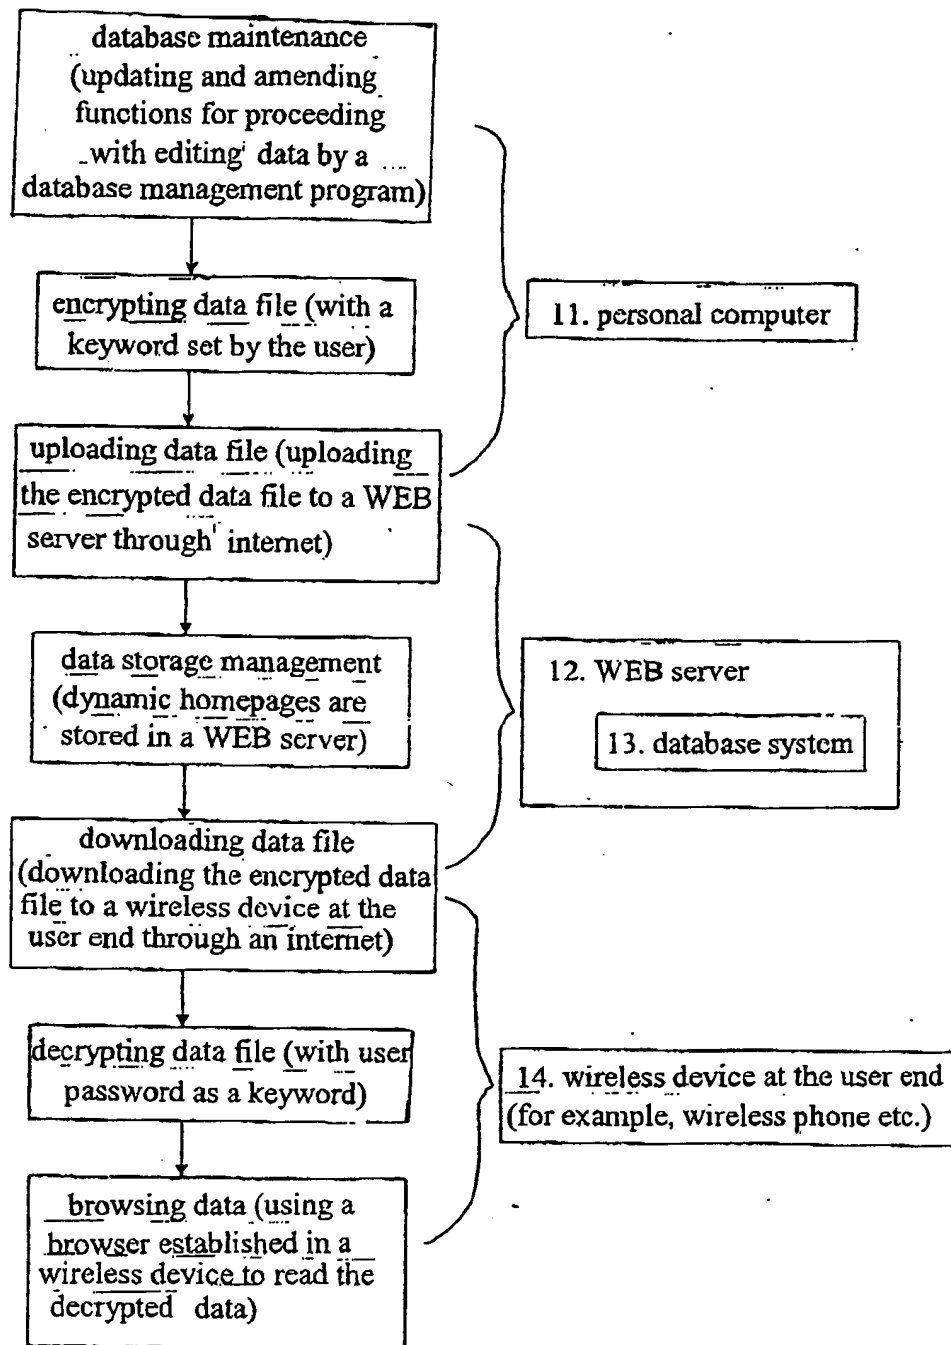 database maintenance
(updating and amending
functions for proceeding
with editing data by a
database management program)
encrypting data file (with a
keyword set by the user)
11. personal computer
uploading data file (uploading
the encrypted data file to a WEB
server through internet)
data storage management
(dynamic homepages are
stored in a WEB server)
12. WEB server
13. database system
downloading data file
(downloading the encrypted data
file to a wireless device at the
user end through an internet)
decrypting data file (with user
password as a keyword)
14. wireless device at the user end
(for example, wireless phone etc.)
browsing data (using a
browser established in a
wireless device to read the
decrypted data)